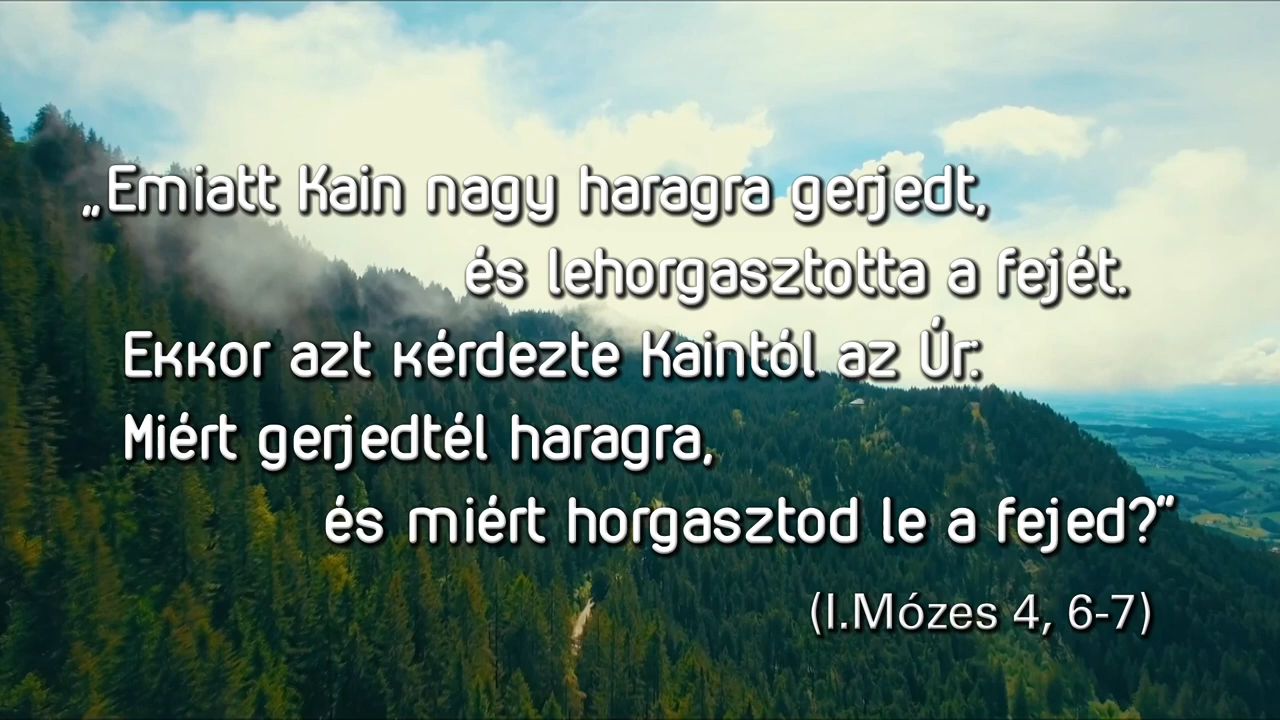 „Emiatt Kain nagy haragra gerjedt,
és lehorgasztotta a fejét.
Ekkor azt kérdezte Kaintól az Úr:
Miért gerjedtél haragra,
és miért horgasztod le a fejed?”
(I.Mózes 4, 6-7)